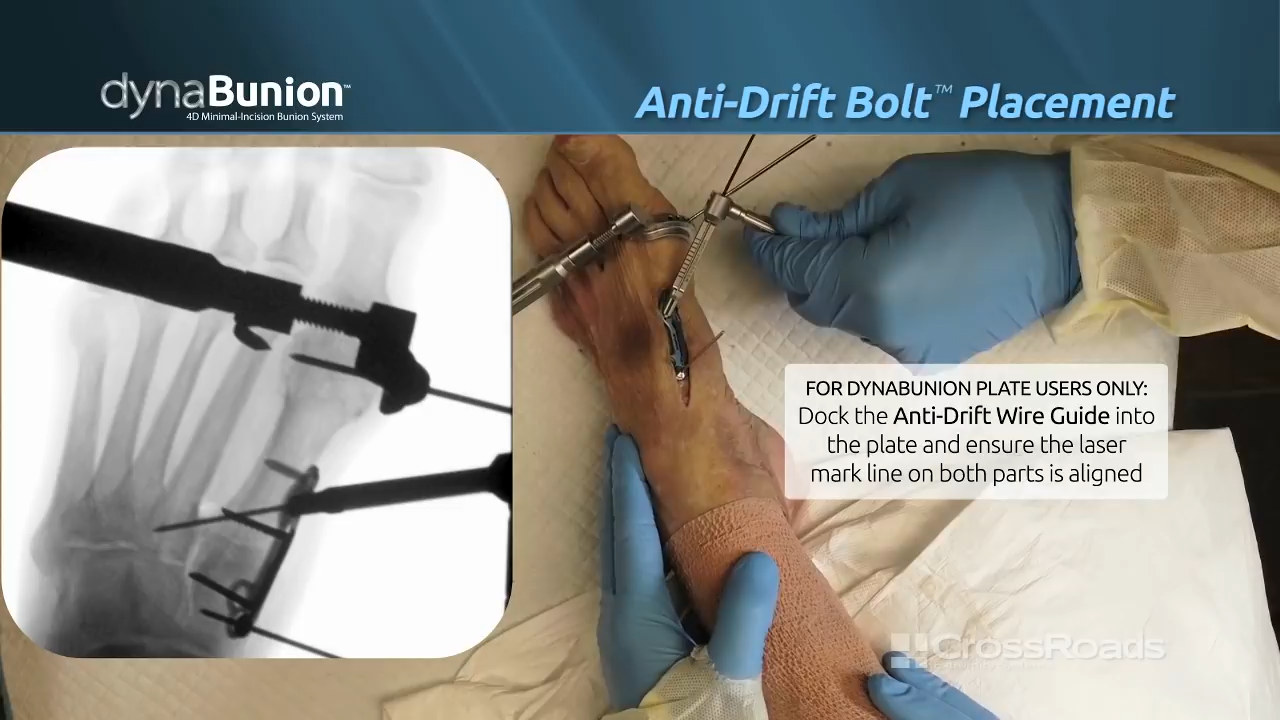 dynaBunion™
4D Minimal-Incision Bunion System
Anti-Drift Bolt™ Placement
FOR DYNABUNION PLATE USERS ONLY:
Dock the Anti-Drift Wire Guide into
the plate and ensure the laser
mark line on both parts is aligned
CrossRoads